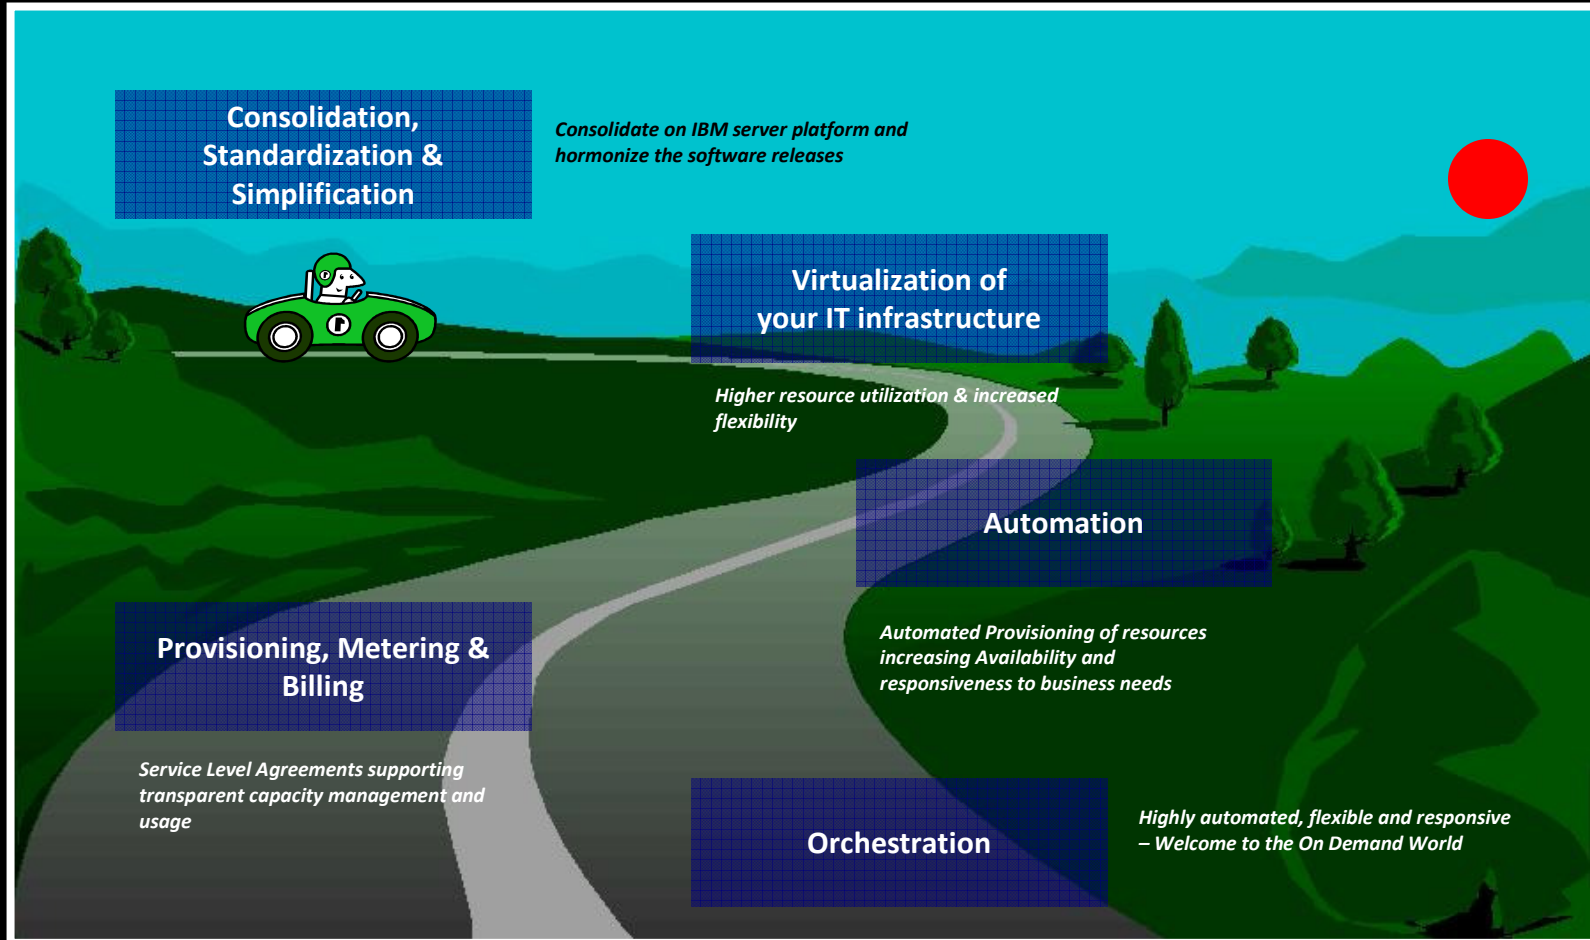 Consolidation,
Standardization &
Simplification
Consolidate on IBM server platform and
hormonize the software releases
Virtualization of
your IT infrastructure
Higher resource utilization & increased
flexibility
Automation
Automated Provisioning of resources
increasing Availability and
responsiveness to business needs
Provisioning, Metering &
Billing
Service Level Agreements supporting
transparent capacity management and
usage
Orchestration
Highly automated, flexible and responsive
– Welcome to the On Demand World